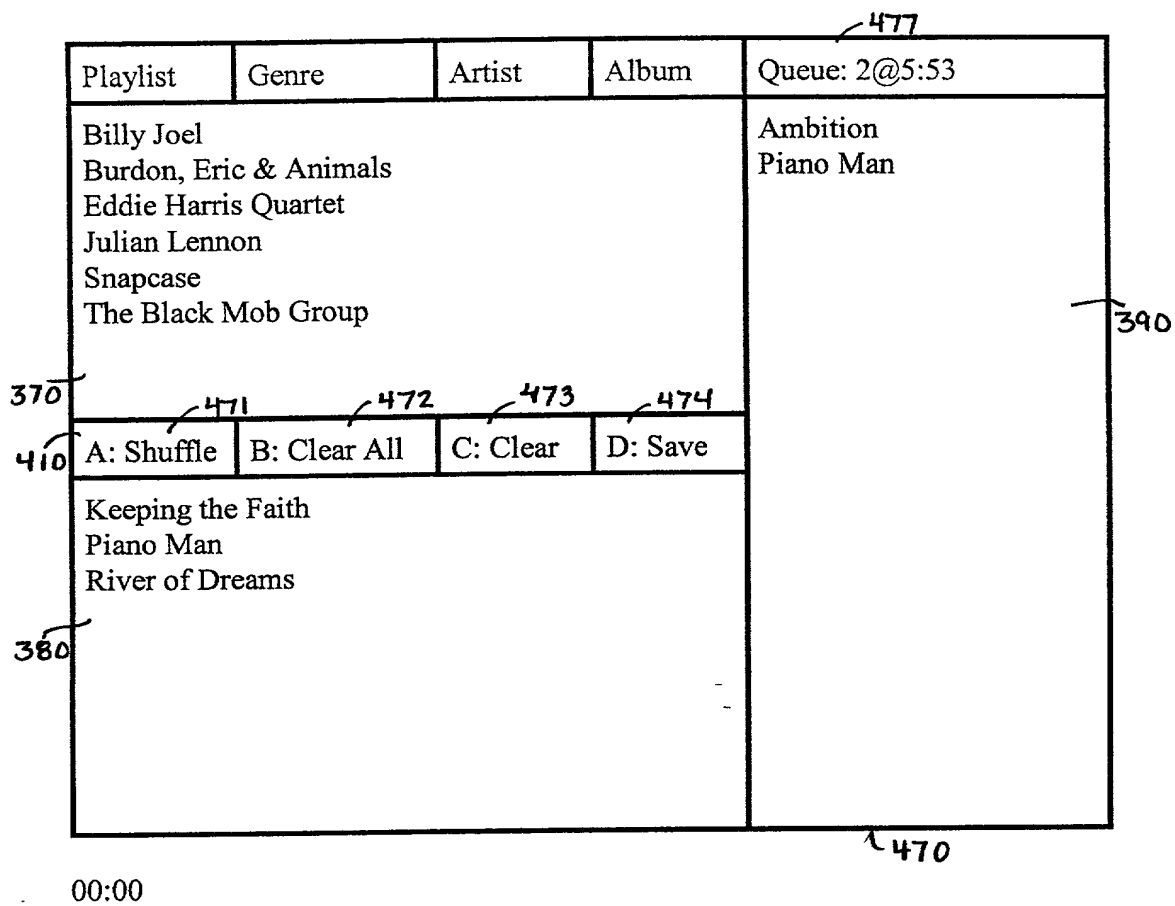 477
Playlist Genre Artist Album Queue: 2@5:53
Billy Joel
Burdon, Eric & Animals
Eddie Harris Quartet
Julian Lennon
Snapcase
The Black Mob Group
Ambition
Piano Man
390
370
471 472 473 474
410 A: Shuffle B: Clear All C: Clear D: Save
Keeping the Faith
Piano Man
River of Dreams
380
470
00:00